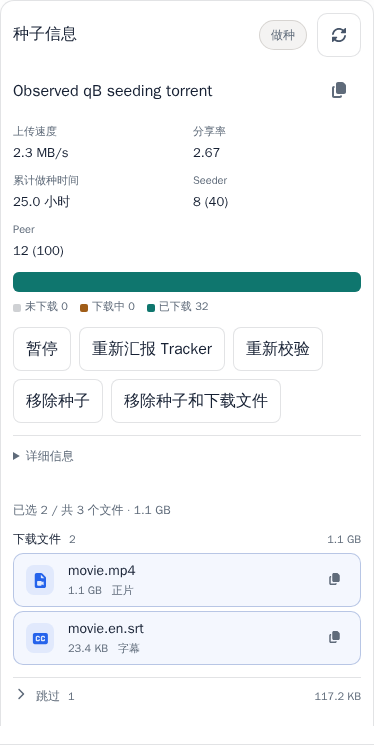 种子信息
做种
Observed qB seeding torrent
上传速度 分享率
2.3 MB/s 2.67
累计做种时间 Seeder
25.0 小时 8 (40)
Peer
12 (100)
未下载 0 下载中 0 已下载 32
暂停 重新汇报 Tracker 重新校验
移除种子 移除种子和下载文件
详细信息
已选 2 / 共 3 个文件 · 1.1 GB
下载文件 2 1.1 GB
movie.mp4
1.1 GB 正片
movie.en.srt
CC
23.4 KB 字幕
跳过 1 117.2 KB